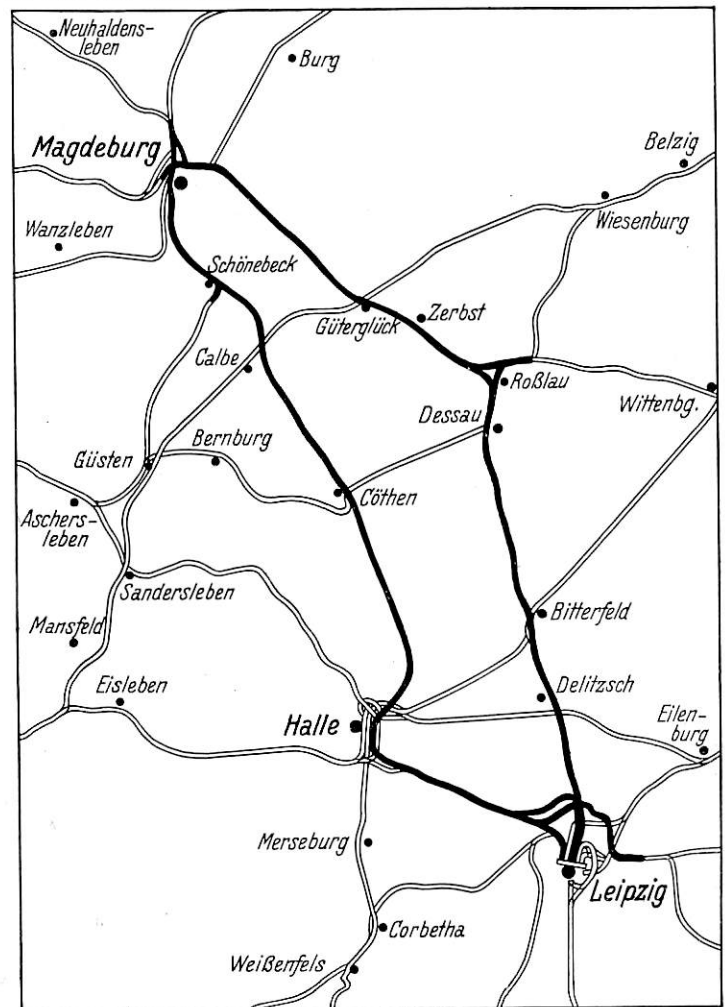 Neuhaldens-
leben
Burg
Magdeburg
Belzig
Wiesenburg
Wanzleben
Schönebeck
Güterglück
Zerbst
Calbe
Roßlau
Wittenbg.
Dessau
Güsten
Bernburg
Cöthen
Aschers-
leben
Sandersleben
Bitterfeld
Mansfeld
Eisleben
Delitzsch
Halle
Eilen-
burg
Merseburg
Leipzig
Corbetha
Weißenfels